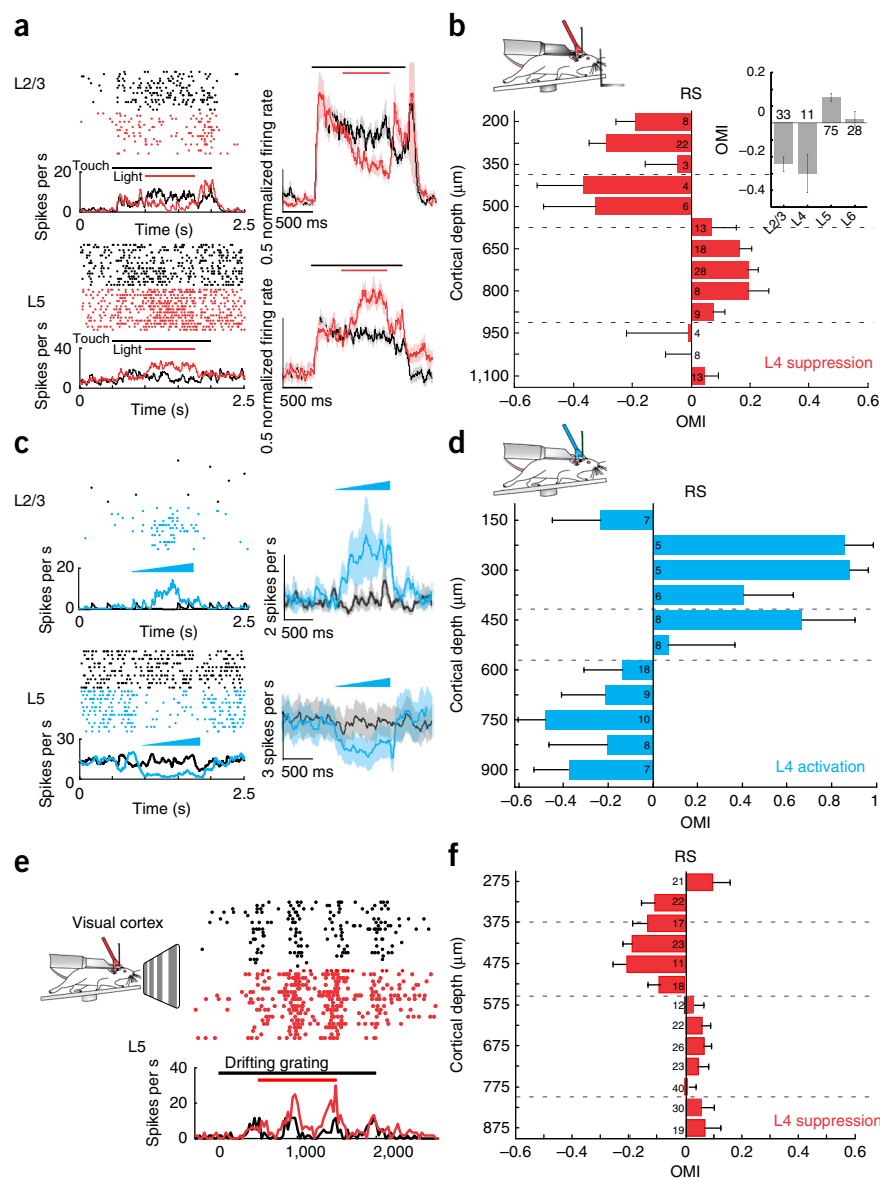 a
L2/3
Spikes per s
20
0
Touch
Light
0
2.5
Time (s)
0.5 normalized firing rate
500 ms
L5
Spikes per s
40
20
0
Touch
Light
0
2.5
Time (s)
0.5 normalized firing rate
500 ms
b
RS
Cortical depth (µm)
200
350
500
650
800
950
1,100
8
22
3
4
6
13
18
28
8
9
4
8
13
L4 suppression
−0.6
−0.4
−0.2
0
0.2
0.4
0.6
OMI
OMI
0.2
0
−0.2
−0.4
33
11
75
28
L2/3
L4
L5
L6
c
L2/3
Spikes per s
20
0
0
2.5
Time (s)
2 spikes per s
500 ms
L5
Spikes per s
30
15
0
0
2.5
Time (s)
3 spikes per s
500 ms
d
RS
Cortical depth (µm)
150
300
450
600
750
900
7
5
5
6
8
8
18
9
10
8
7
L4 activation
−0.6
−0.4
−0.2
0
0.2
0.4
0.6
0.8
1
OMI
e
Visual cortex
L5
Drifting grating
Spikes per s
40
20
0
0
1,000
2,000
f
RS
Cortical depth (µm)
275
375
475
575
675
775
875
21
22
17
23
11
18
12
22
26
23
40
30
19
L4 suppression
−0.6
−0.4
−0.2
0
0.2
0.4
0.6
OMI